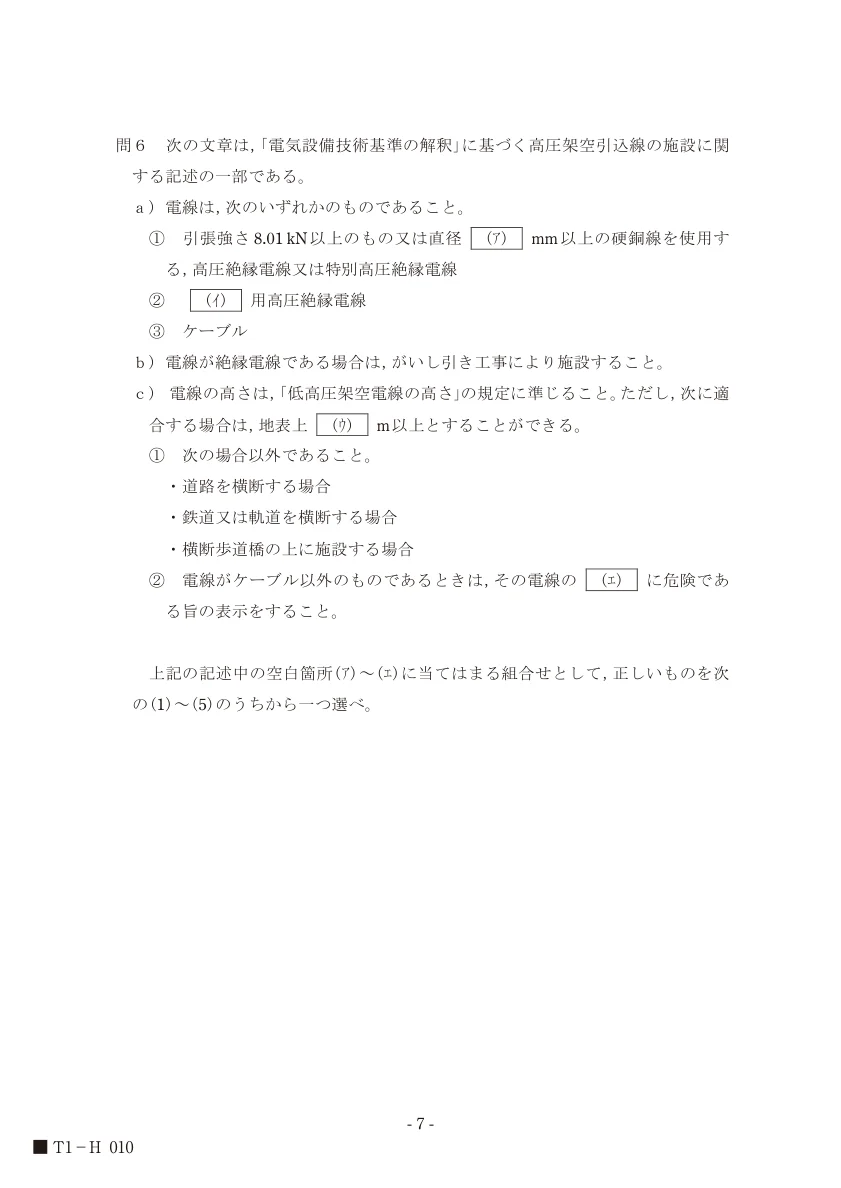 問６　次の文章は,「電気設備技術基準の解釈」に基づく高圧架空引込線の施設に関
する記述の一部である。
ａ）電線は,次のいずれかのものであること。
①　引張強さ 8.01 kN以上のもの又は直径 (ｱ) mm以上の硬銅線を使用す
る,高圧絶縁電線又は特別高圧絶縁電線
②　(ｲ) 用高圧絶縁電線
③　ケーブル
ｂ）電線が絶縁電線である場合は,がいし引き工事により施設すること。
ｃ） 電線の高さは,「低高圧架空電線の高さ」の規定に準じること。ただし,次に適
合する場合は,地表上 (ｳ) m以上とすることができる。
①　次の場合以外であること。
・道路を横断する場合
・鉄道又は軌道を横断する場合
・横断歩道橋の上に施設する場合
②　電線がケーブル以外のものであるときは,その電線の (ｴ) に危険であ
る旨の表示をすること。
上記の記述中の空白箇所(ｱ)～(ｴ)に当てはまる組合せとして,正しいものを次
の(1)～(5)のうちから一つ選べ。
- 7 -
■ T1－H 010